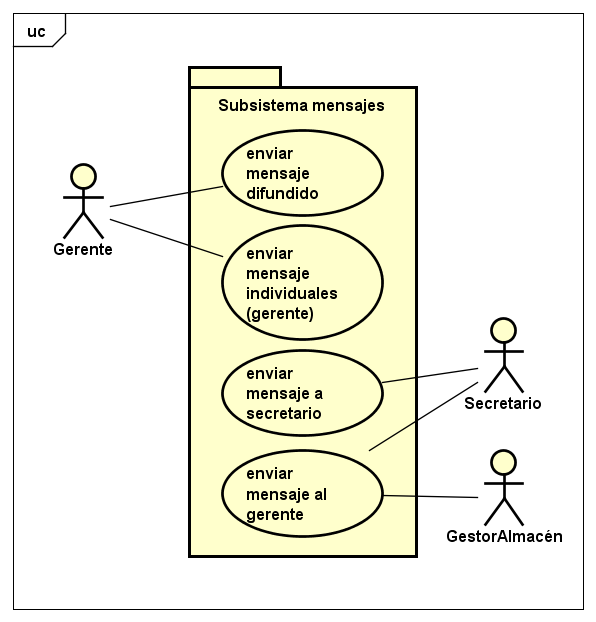 uc
Subsistema mensajes
enviar
mensaje
difundido
Gerente
enviar
mensaje
individuales
(gerente)
enviar
mensaje a
secretario
Secretario
enviar
mensaje al
gerente
GestorAlmacén